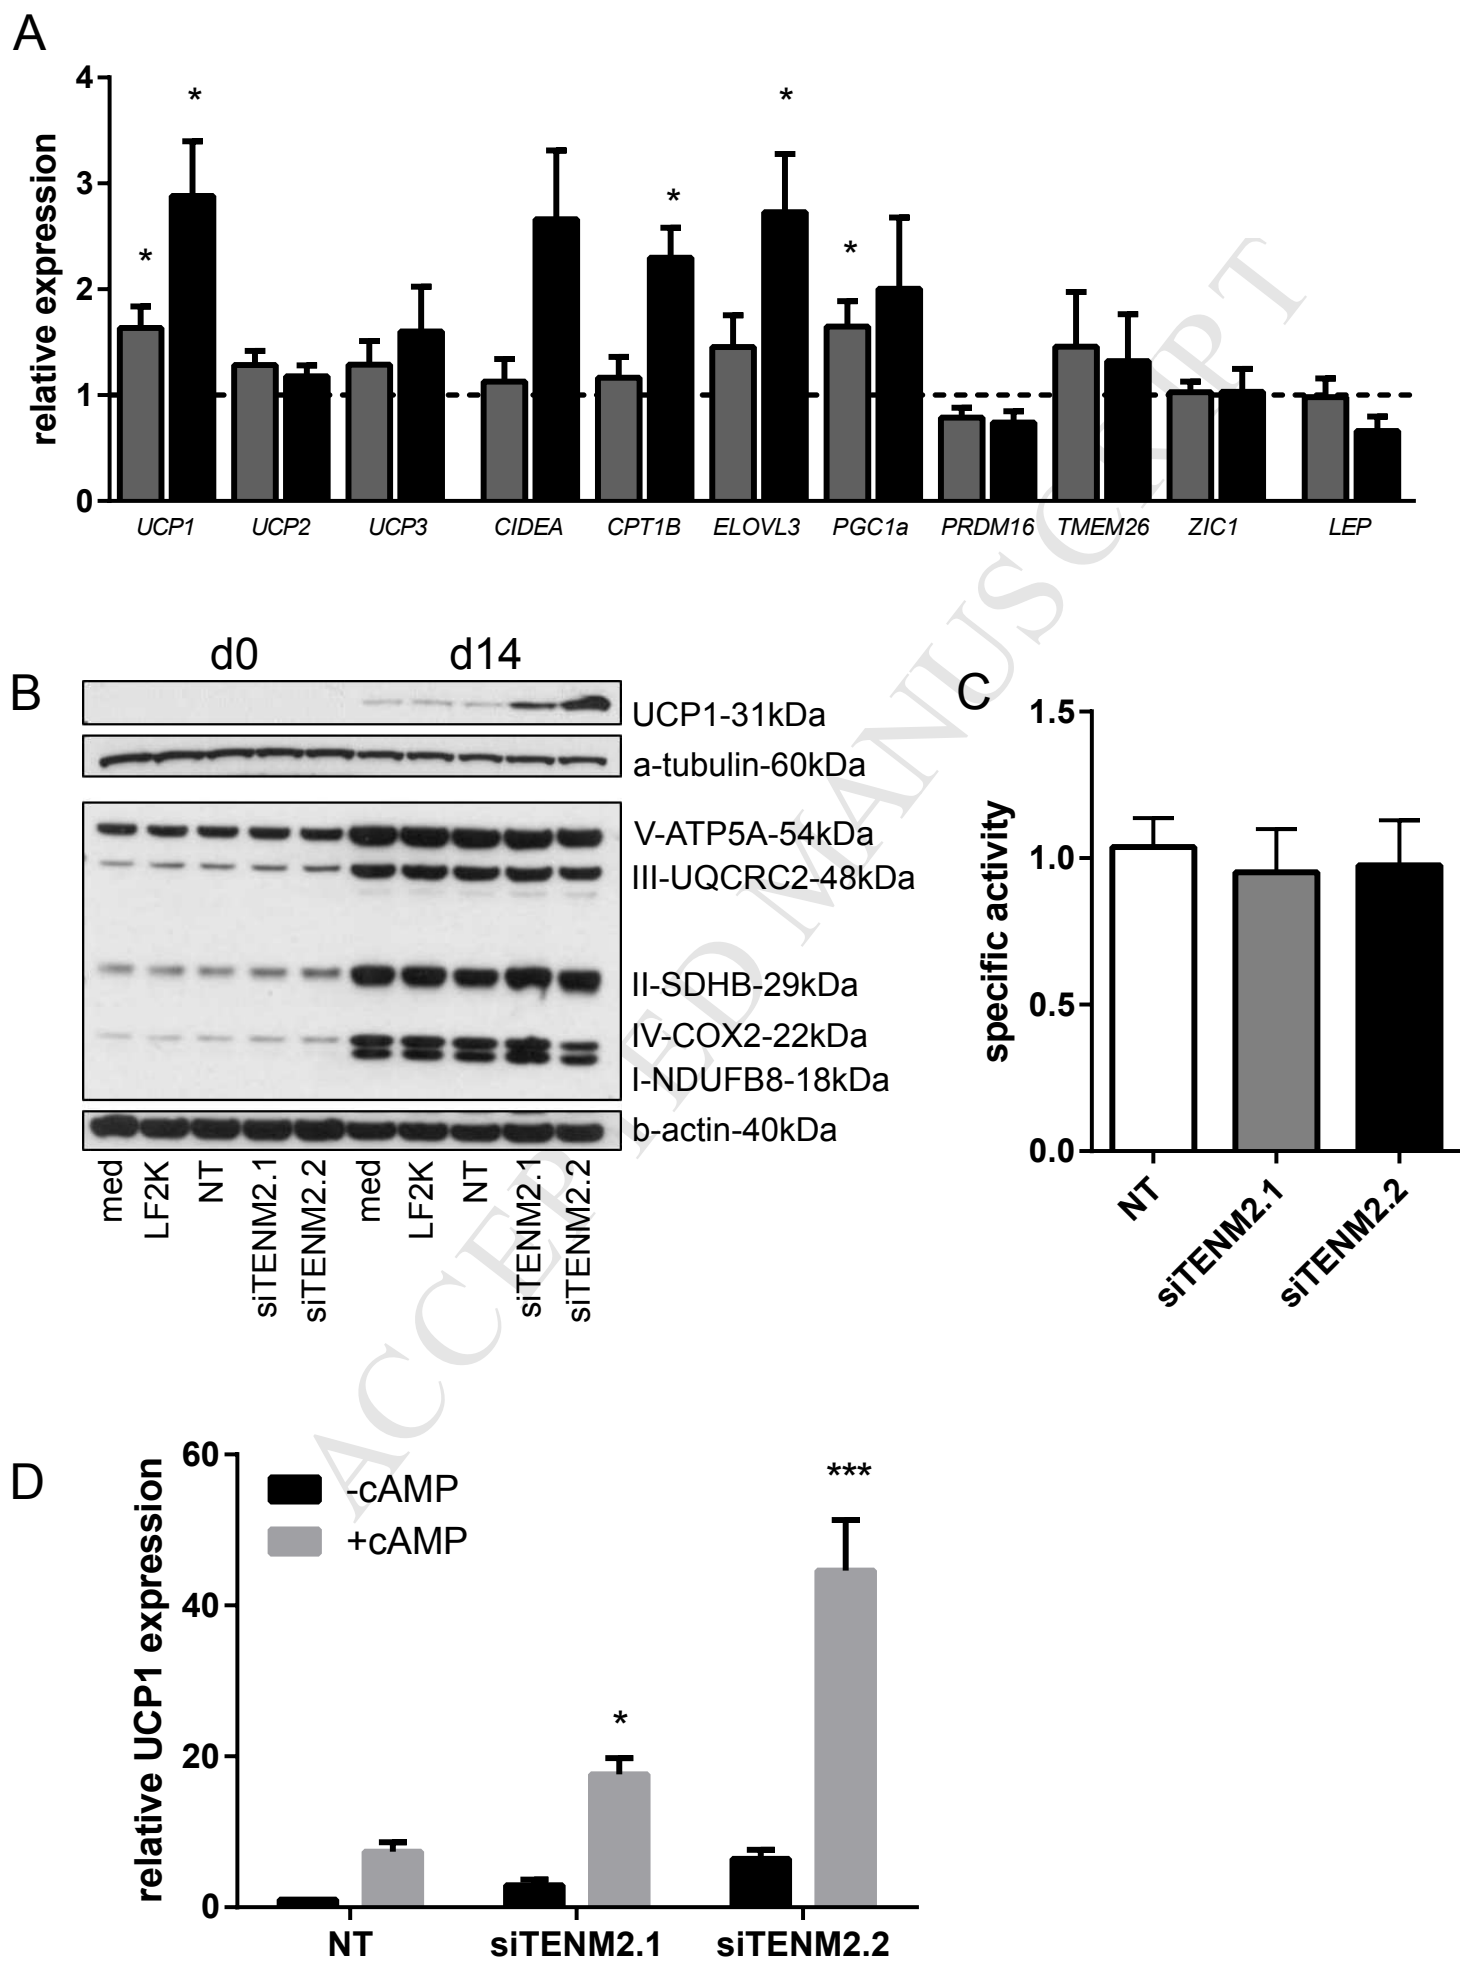 A
4
3
2
1
0
relative expression
*
*
*
*
*
UCP1 UCP2 UCP3 CIDEA CPT1B ELOVL3 PGC1a PRDM16 TMEM26 ZIC1 LEP
B
d0 d14
UCP1-31kDa
a-tubulin-60kDa
V-ATP5A-54kDa
III-UQCRC2-48kDa
II-SDHB-29kDa
IV-COX2-22kDa
I-NDUFB8-18kDa
b-actin-40kDa
med LF2K NT siTENM2.1 siTENM2.2 med LF2K NT siTENM2.1 siTENM2.2
C
1.5
1.0
0.5
0.0
specific activity
NT siTENM2.1 siTENM2.2
D
60
40
20
0
relative UCP1 expression
-cAMP
+cAMP
*
***
NT siTENM2.1 siTENM2.2
ACCEPTED MANUSCRIPT